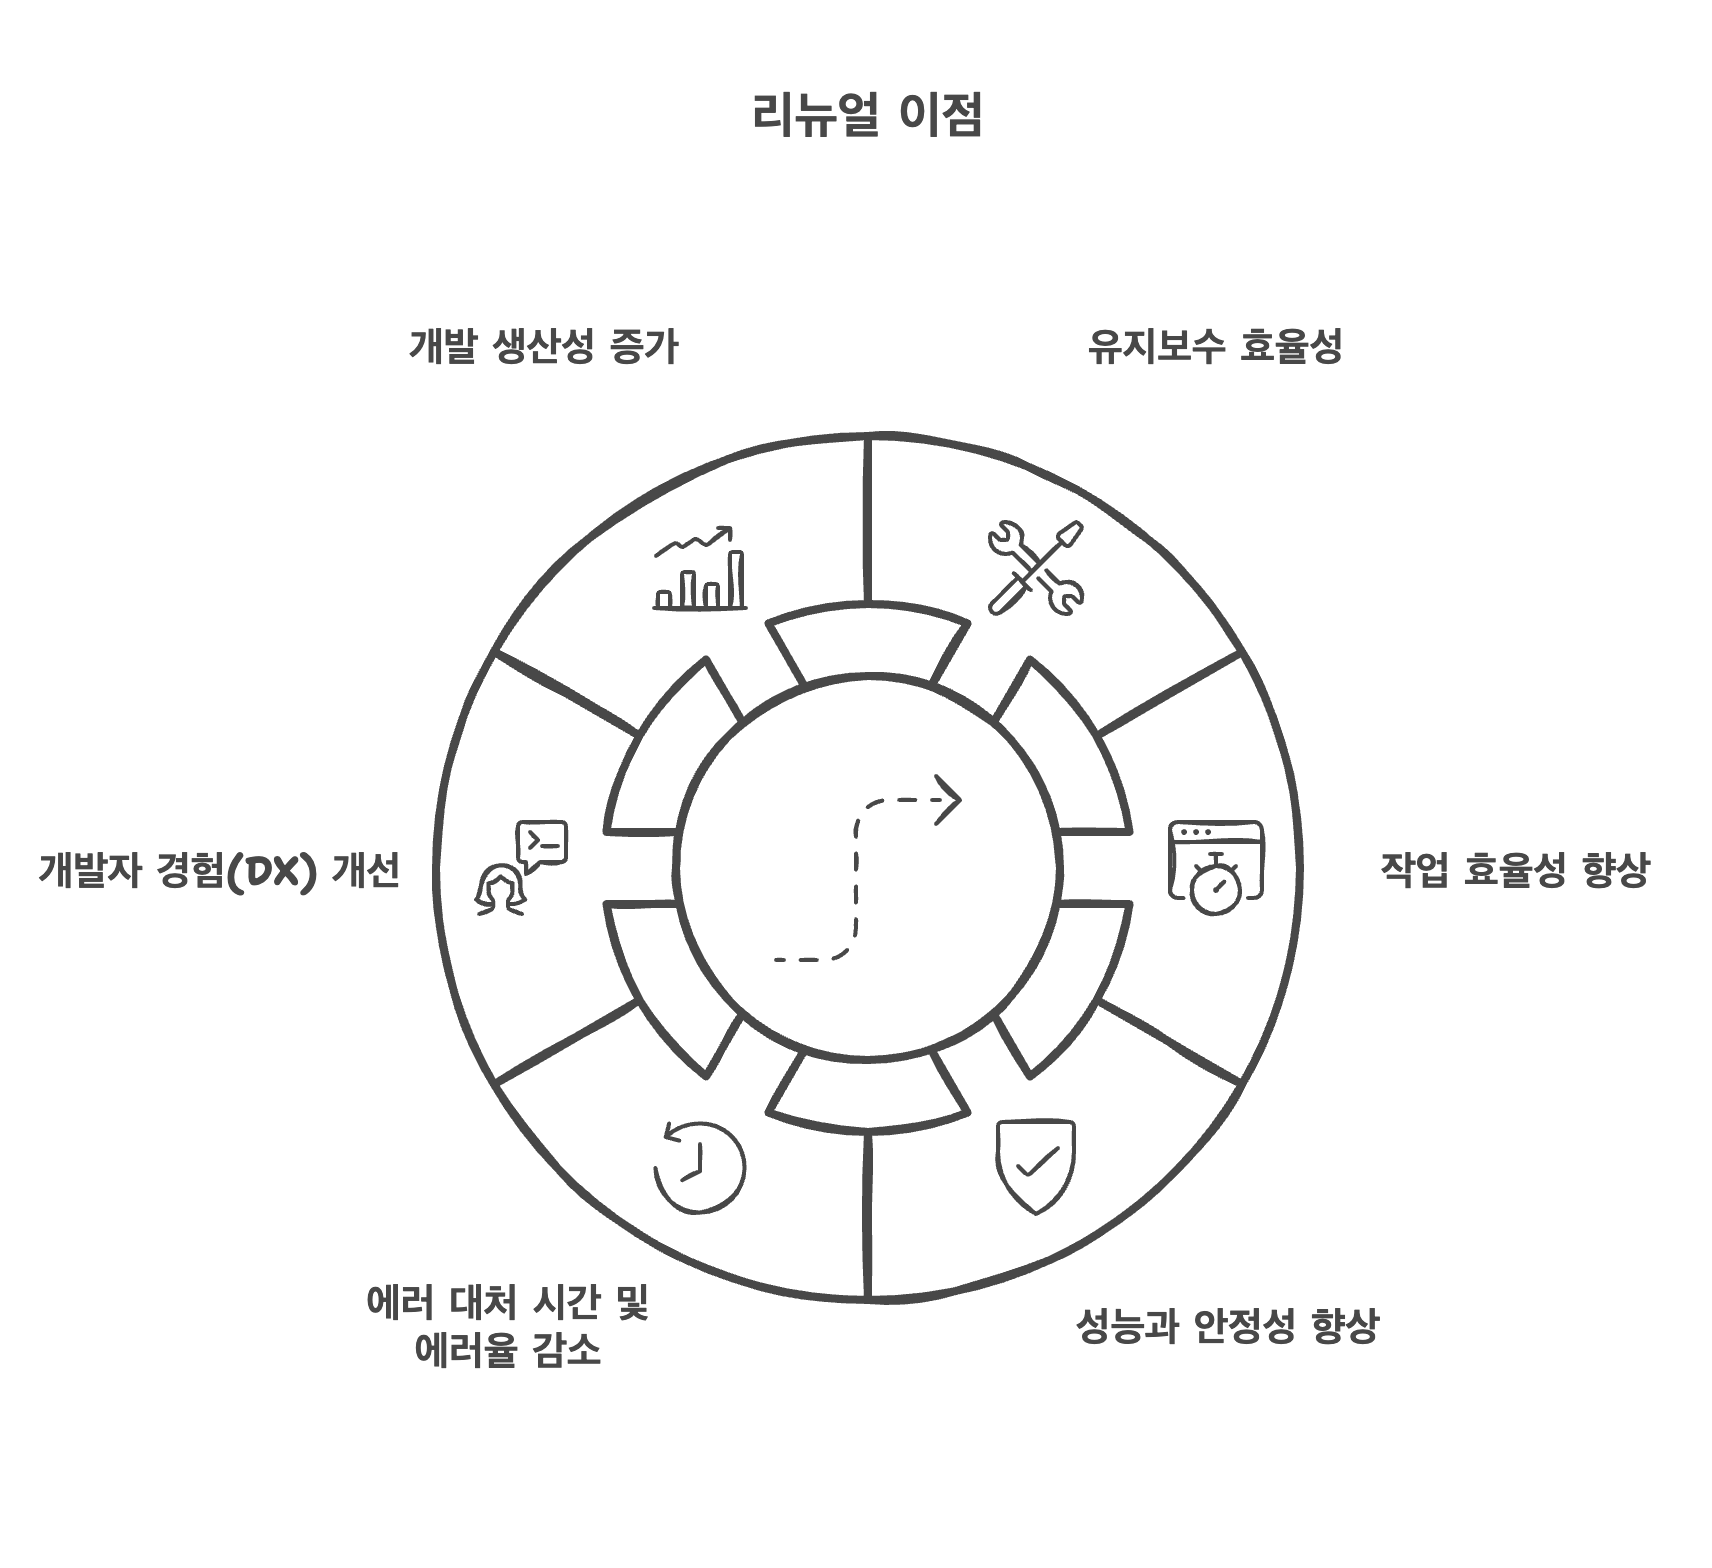 리뉴얼 이점
개발 생산성 증가
유지보수 효율성
개발자 경험(DX) 개선
작업 효율성 향상
에러 대처 시간 및
에러율 감소
성능과 안정성 향상